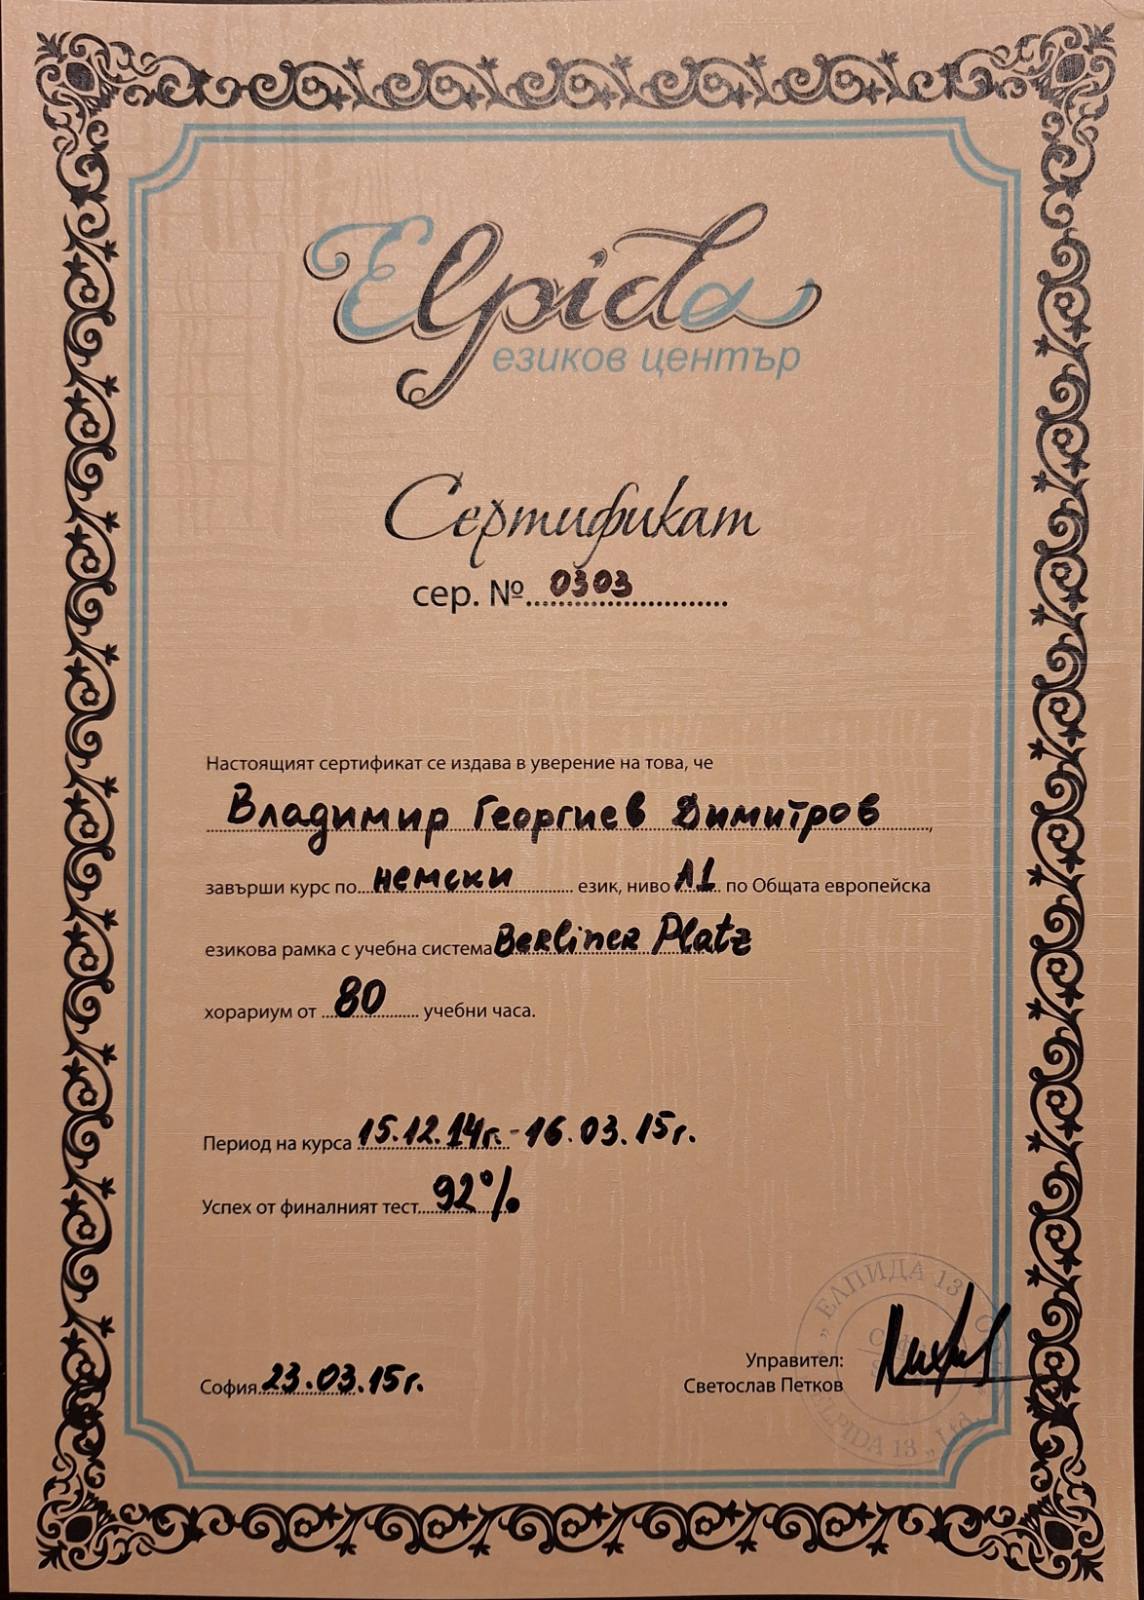 Elpida
езиков център
Сертификат
сер. №. 0303
Настоящият сертификат се издава в уверение на това, че
Владимир Георгиев Димитров,
завърши курс по немски език, ниво А1 по Общата европейска
езикова рамка с учебна система Berliner Platz
хорариум от 80 учебни часа.
Период на курса 15.12.14г. - 16.03.15г.
Успех от финалният тест 92%
„ЕЛПИДА 13"
Управител:
София 23.03.15г.
Светослав Петков
ELPIDA 13„ Ltd.